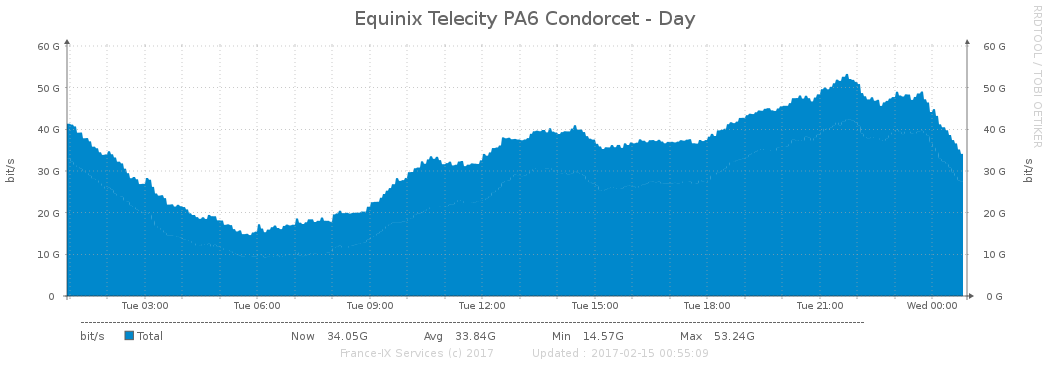 Equinix Telecity PA6 Condorcet - Day
RRDTOOL / TOBI OETIKER
60 G 60 G
50 G 50 G
40 G 40 G
30 G 30 G
20 G 20 G
10 G 10 G
0 0 G
bit/s bit/s
Tue 03:00 Tue 06:00 Tue 09:00 Tue 12:00 Tue 15:00 Tue 18:00 Tue 21:00 Wed 00:00
bit/s Total Now 34.05G Avg 33.84G Min 14.57G Max 53.24G
France-IX Services (c) 2017 Updated : 2017-02-15 00:55:09